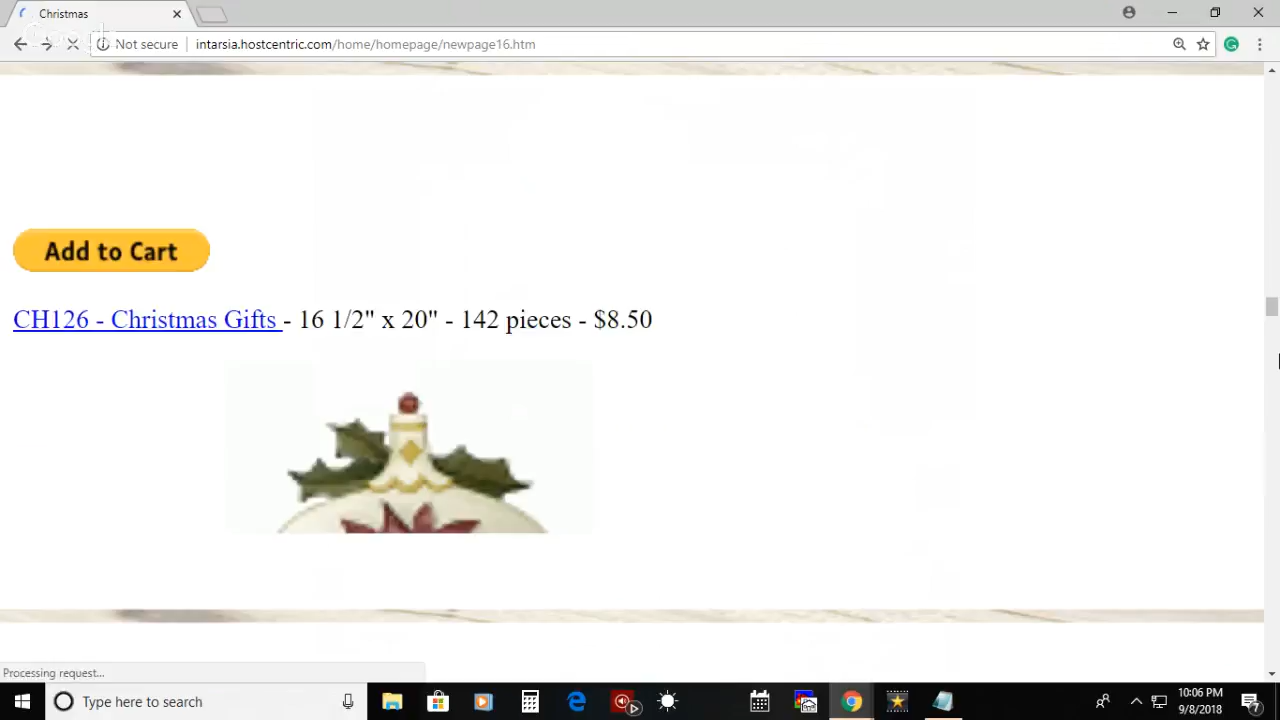 Christmas
Not secure
intarsia.hostcentric.com/home/homepage/newpage16.htm
Add to Cart
CH126 - Christmas Gifts - 16 1/2" x 20" - 142 pieces - $8.50
Processing request...
Type here to search
10:06 PM
9/8/2018
7